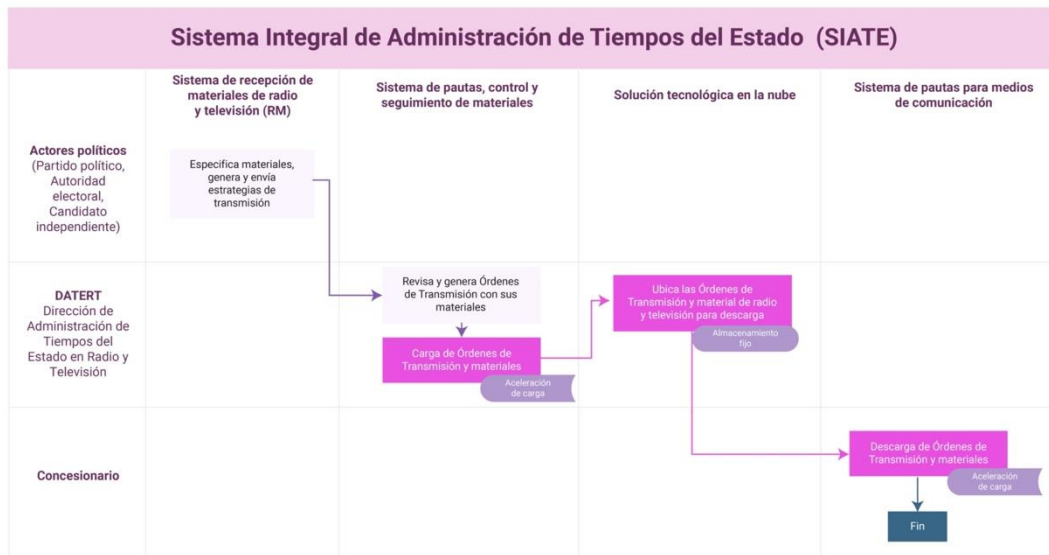 Sistema Integral de Administración de Tiempos del Estado (SIATE)
Sistema de recepción de
materiales de radio
y televisión (RM)
Sistema de pautas, control y
seguimiento de materiales
Solución tecnológica en la nube
Sistema de pautas para medios
de comunicación
Actores políticos
(Partido político,
Autoridad
electoral,
Candidato
independiente)
Especifica materiales,
genera y envía
estrategias de
transmisión
DATERT
Dirección de
Administración de
Tiempos del
Estado en Radio y
Televisión
Revisa y genera Órdenes
de Transmisión con sus
materiales
Carga de Órdenes de
Transmisión y materiales
Aceleración
de carga
Ubica las Órdenes de
Transmisión y material de radio
y televisión para descarga
Almacenamiento
fijo
Concesionario
Descarga de Órdenes de
Transmisión y materiales
Aceleración
de carga
Fin